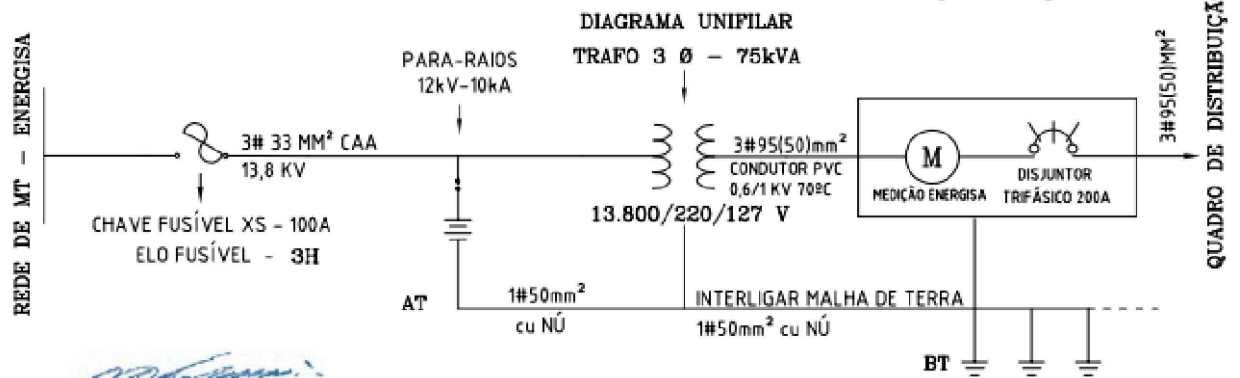 DIAGRAMA UNIFILAR
TRAFO 3 Ø – 75kVA
REDE DE MT – ENERGISA
PARA-RAIOS
12kV-10kA
3# 33 MM² CAA
13,8 KV
CHAVE FUSÍVEL XS – 100A
ELO FUSÍVEL – 3H
3#95(50)mm²
CONDUTOR PVC
0,6/1 KV 70ºC
13.800/220/127 V
M
MEDIÇÃO ENERGISA
DISJUNTOR
TRIFÁSICO 200A
3#95(50)MM²
QUADRO DE DISTRIBUIÇÃ
AT
1#50mm²
cu NÚ
INTERLIGAR MALHA DE TERRA
1#50mm² cu NÚ
BT